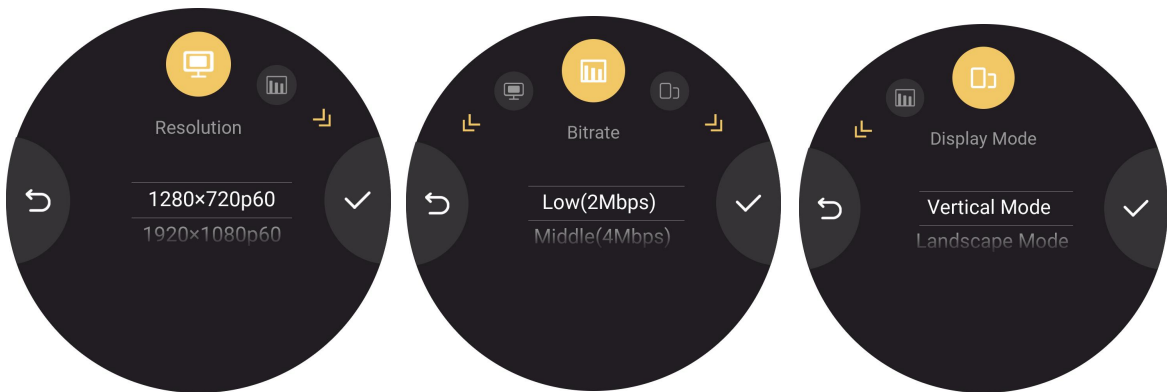 Resolution
1280×720p60
1920×1080p60
Bitrate
Low(2Mbps)
Middle(4Mbps)
Display Mode
Vertical Mode
Landscape Mode